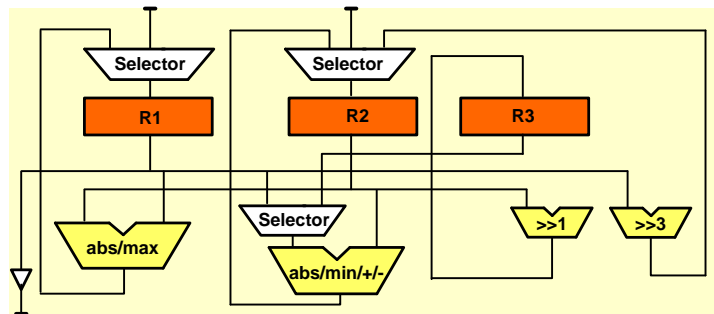 Selector
Selector
R1
R2
R3
Selector
>>1
>>3
abs/max
abs/min/+/-